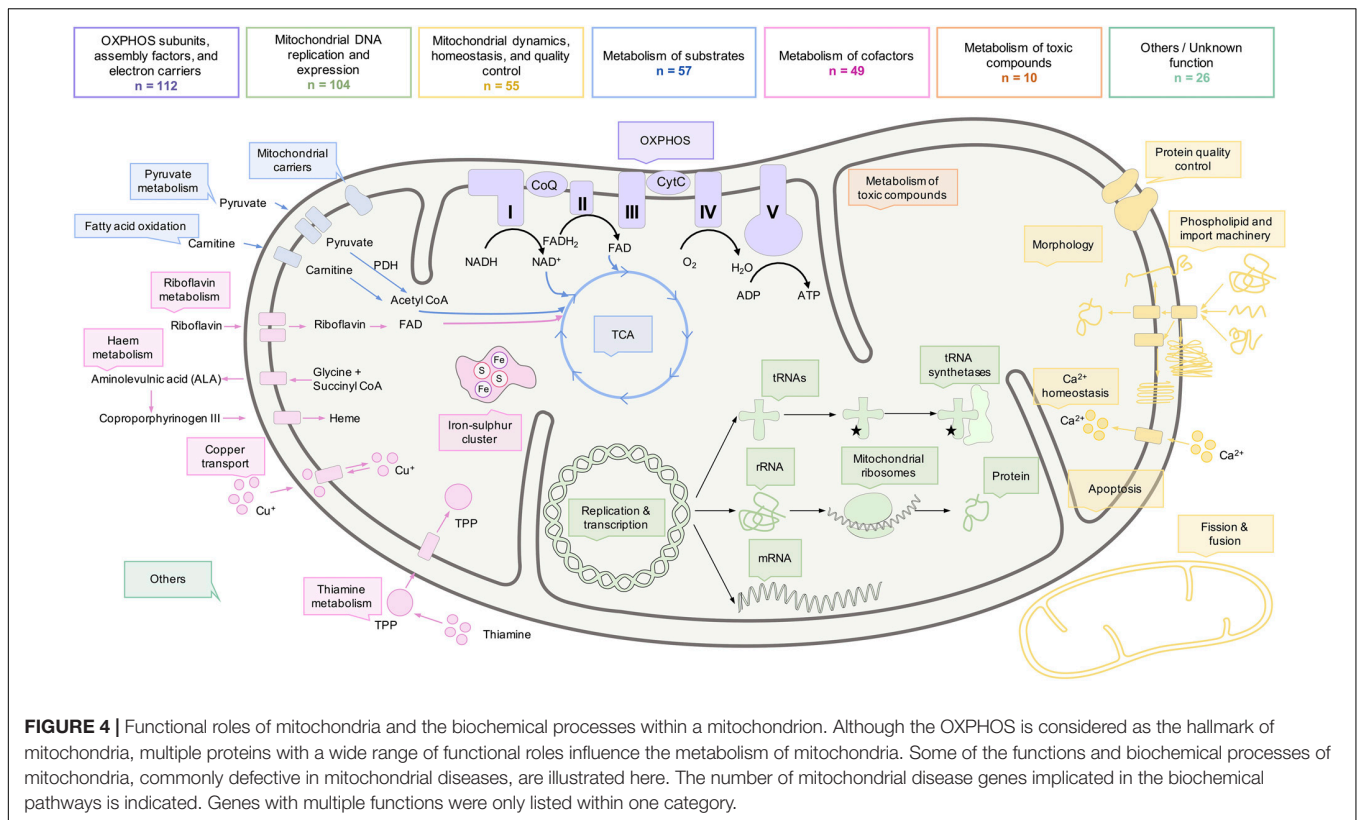 OXPHOS subunits,
assembly factors, and
electron carriers
n = 112
Mitochondrial DNA
replication and
expression
n = 104
Mitochondrial dynamics,
homeostasis, and quality
control
n = 55
Metabolism of substrates
n = 57
Metabolism of cofactors
n = 49
Metabolism of toxic
compounds
n = 10
Others / Unknown
function
n = 26
OXPHOS
Mitochondrial
carriers
Pyruvate
metabolism
Pyruvate
Fatty acid oxidation
Carnitine
Pyruvate
PDH
Carnitine
Acetyl CoA
CoQ
CytC
I
II
III
IV
V
NADH
NAD⁺
FADH₂
FAD
O₂
H₂O
ADP
ATP
TCA
Metabolism of
toxic compounds
Protein quality
control
Phospholipid and
import machinery
Morphology
Riboflavin
metabolism
Riboflavin
Riboflavin
FAD
Haem
metabolism
Aminolevulnic acid (ALA)
Glycine +
Succinyl CoA
Coproporphyrinogen III
Heme
Fe
S
S
Fe
Iron-sulphur
cluster
Copper
transport
Cu⁺
Cu⁺
TPP
Thiamine
metabolism
TPP
Thiamine
Others
Replication &
transcription
tRNAs
tRNA
synthetases
rRNA
Mitochondrial
ribosomes
Protein
mRNA
Ca²⁺
homeostasis
Ca²⁺
Ca²⁺
Apoptosis
Fission &
fusion
FIGURE 4 | Functional roles of mitochondria and the biochemical processes within a mitochondrion. Although the OXPHOS is considered as the hallmark of
mitochondria, multiple proteins with a wide range of functional roles influence the metabolism of mitochondria. Some of the functions and biochemical processes of
mitochondria, commonly defective in mitochondrial diseases, are illustrated here. The number of mitochondrial disease genes implicated in the biochemical
pathways is indicated. Genes with multiple functions were only listed within one category.